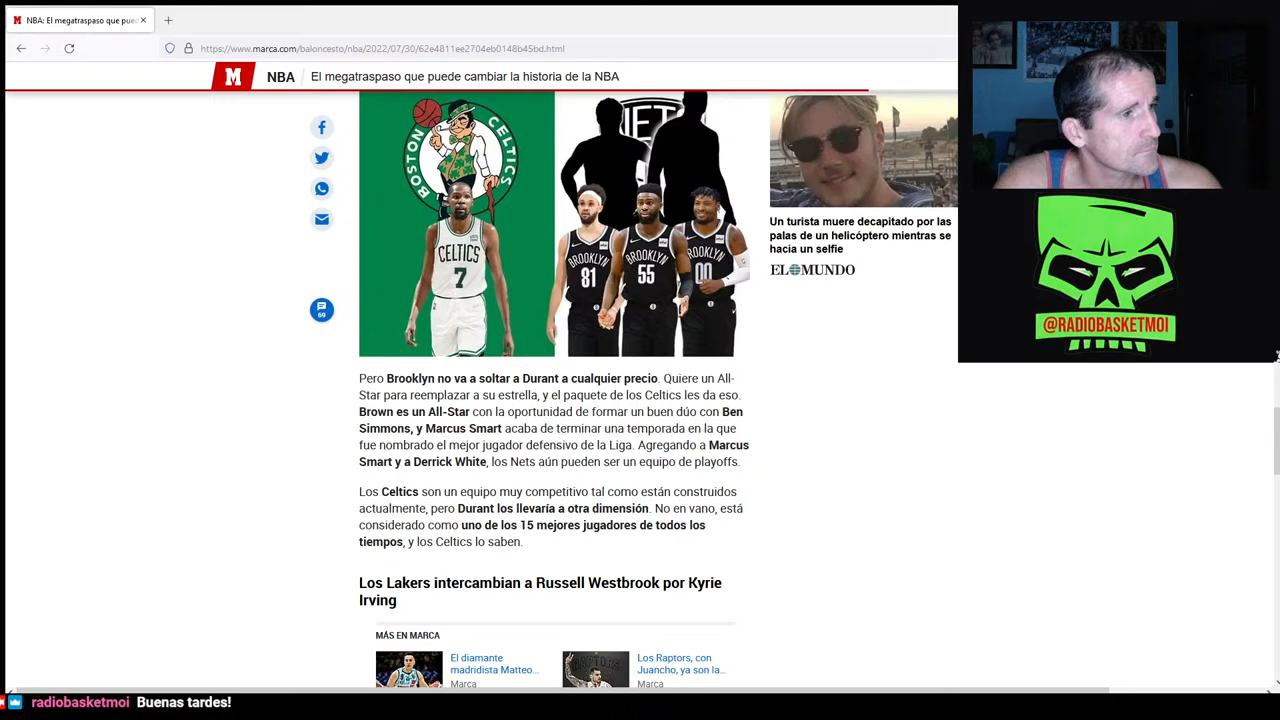 NBA: El megatraspaso que pued
https://www.marca.com/baloncesto/nba/2022/07/30/62e4811ee2704eb0148b45bd.html
M NBA El megatraspaso que puede cambiar la historia de la NBA
BOSTON CELTICS
CELTICS
7
NETS
BROOKLYN
81
BROOKLYN
55
BROOKLYN
00
69
Pero Brooklyn no va a soltar a Durant a cualquier precio. Quiere un All-
Star para reemplazar a su estrella, y el paquete de los Celtics les da eso.
Brown es un All-Star con la oportunidad de formar un buen dúo con Ben
Simmons, y Marcus Smart acaba de terminar una temporada en la que
fue nombrado el mejor jugador defensivo de la Liga. Agregando a Marcus
Smart y a Derrick White, los Nets aún pueden ser un equipo de playoffs.
Los Celtics son un equipo muy competitivo tal como están construidos
actualmente, pero Durant los llevaría a otra dimensión. No en vano, está
considerado como uno de los 15 mejores jugadores de todos los
tiempos, y los Celtics lo saben.
Los Lakers intercambian a Russell Westbrook por Kyrie
Irving
MÁS EN MARCA
El diamante
madridista Matteo...
Marca
Los Raptors, con
Juancho, ya son la...
Marca
Un turista muere decapitado por las
palas de un helicóptero mientras se
hacía un selfie
EL MUNDO
@RADIOBASKETMOI
radiobasketmoi Buenas tardes!